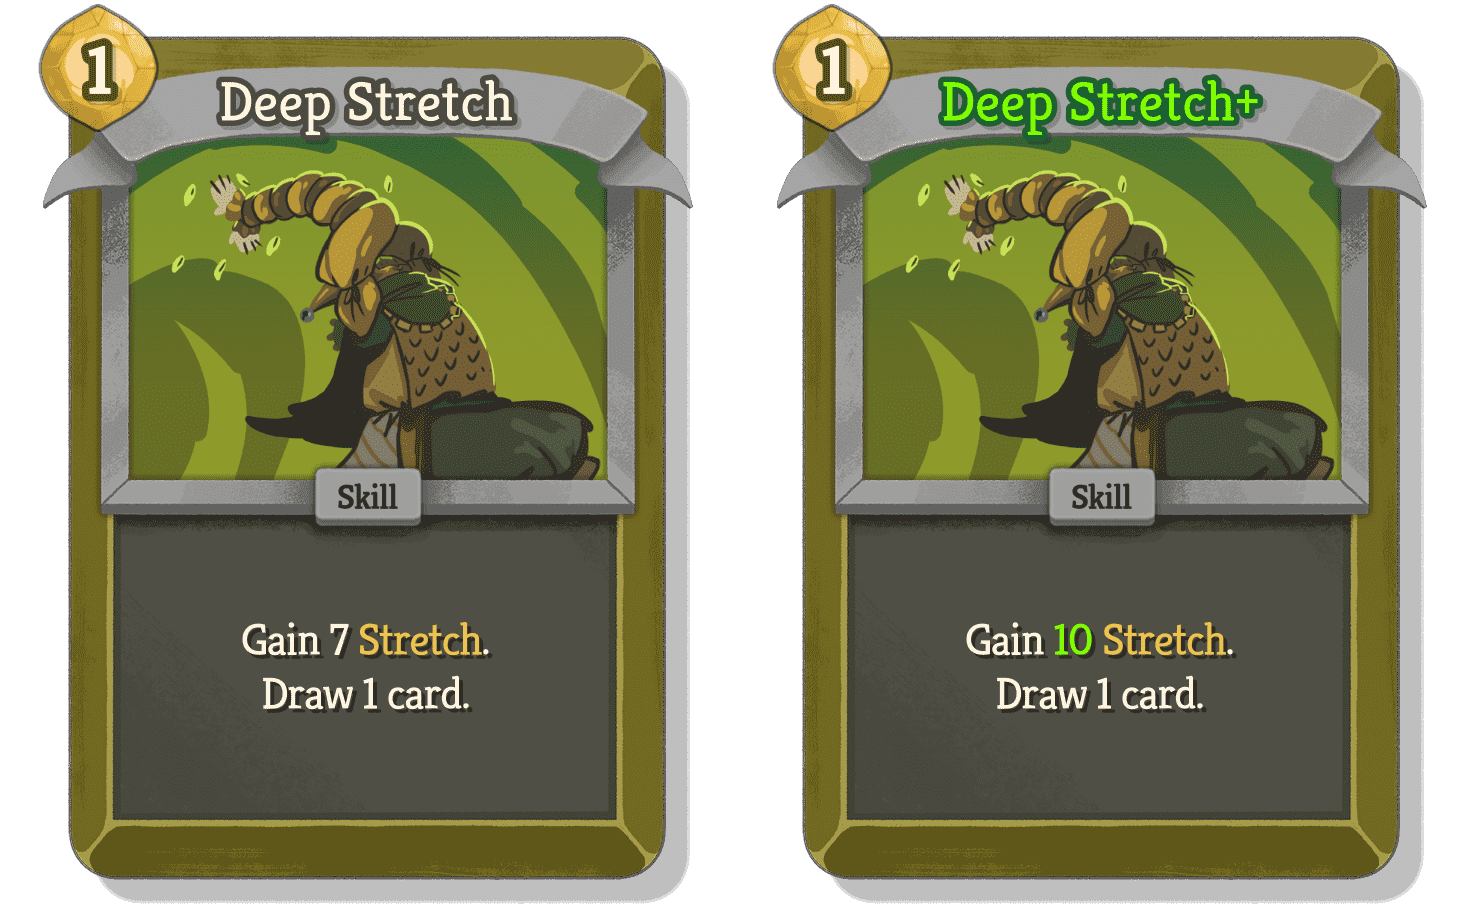 1
Deep Stretch
Skill
Gain 7 Stretch.
Draw 1 card.
1
Deep Stretch+
Skill
Gain 10 Stretch.
Draw 1 card.